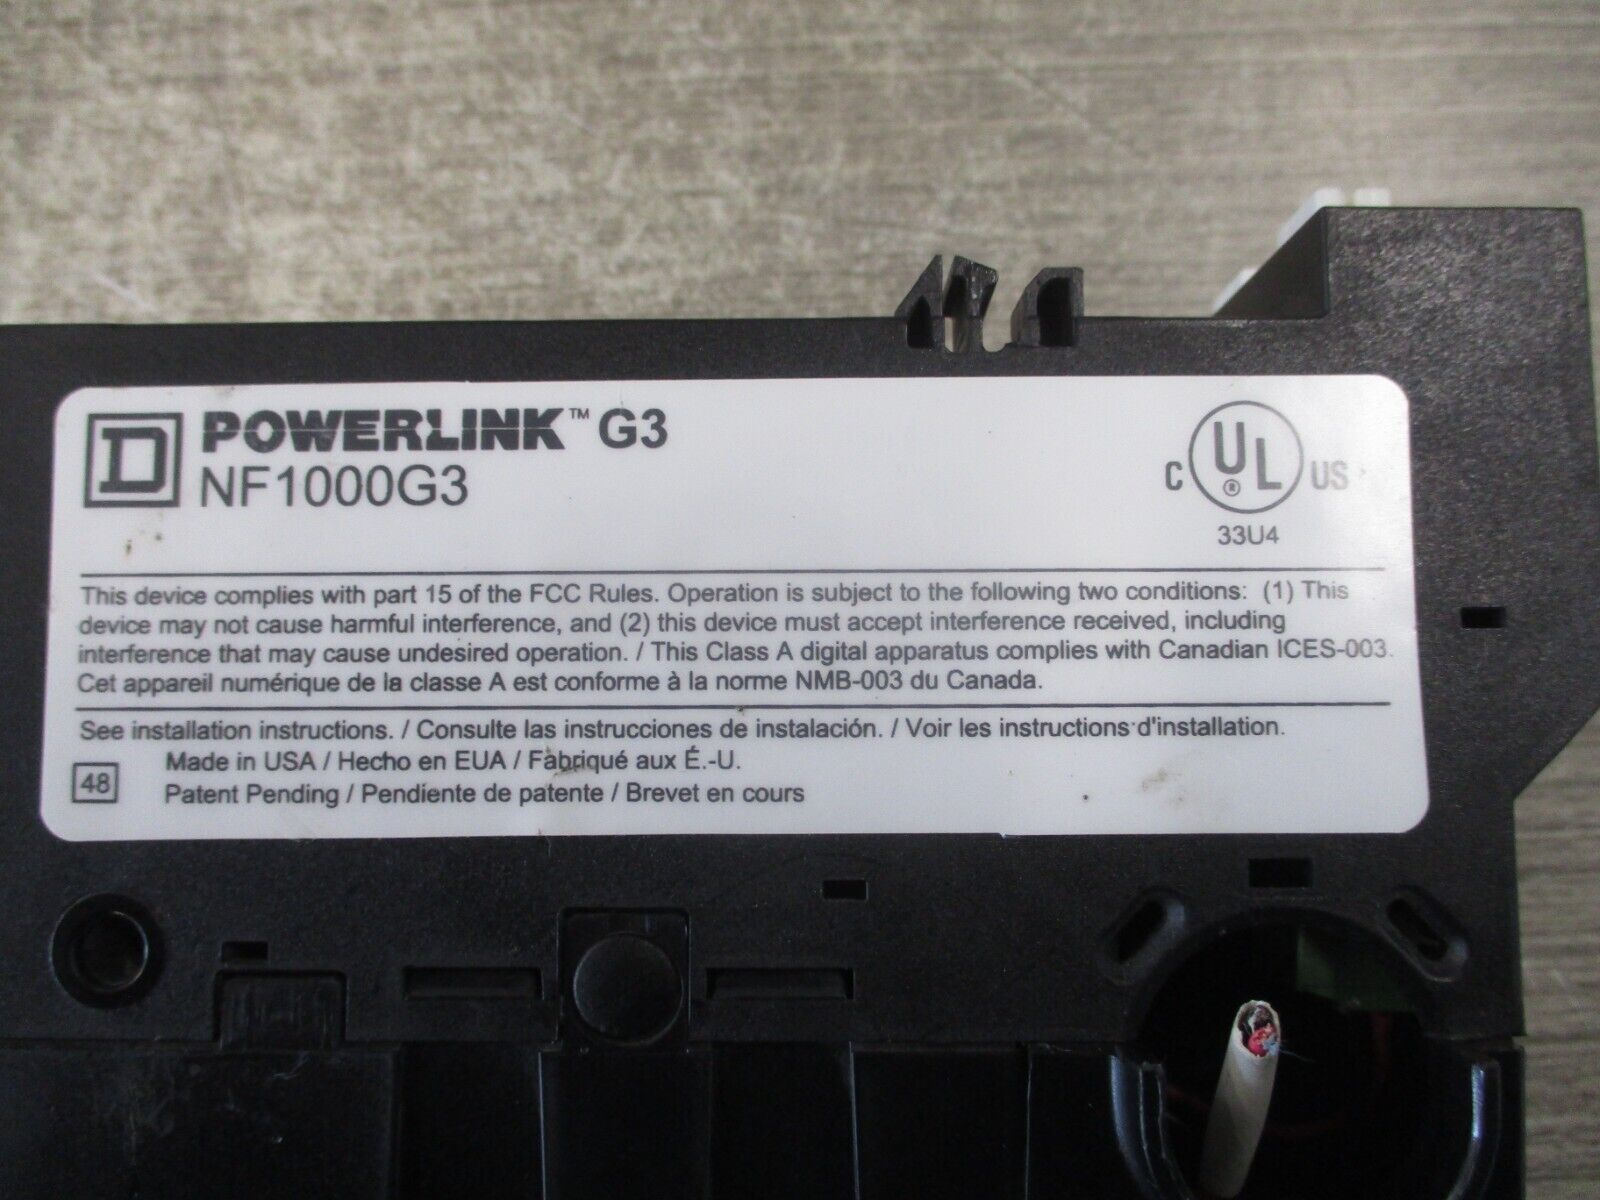 D POWERLINK™ G3
NF1000G3
C UL® US
33U4
This device complies with part 15 of the FCC Rules. Operation is subject to the following two conditions: (1) This
device may not cause harmful interference, and (2) this device must accept interference received, including
interference that may cause undesired operation. / This Class A digital apparatus complies with Canadian ICES-003.
Cet appareil numérique de la classe A est conforme à la norme NMB-003 du Canada.
See installation instructions. / Consulte las instrucciones de instalación. / Voir les instructions d'installation.
Made in USA / Hecho en EUA / Fabriqué aux É.-U.
48 Patent Pending / Pendiente de patente / Brevet en cours